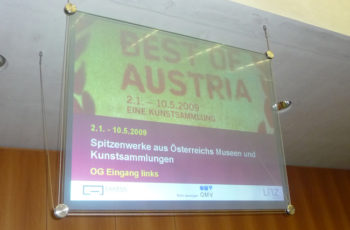 BEST OF
AUSTRIA
2.1. – 10.5.2009
EINE KUNSTSAMMLUNG
2.1. - 10.5.2009
Spitzenwerke aus Österreichs Museen und
Kunstsammlungen
OG Eingang links
OMV